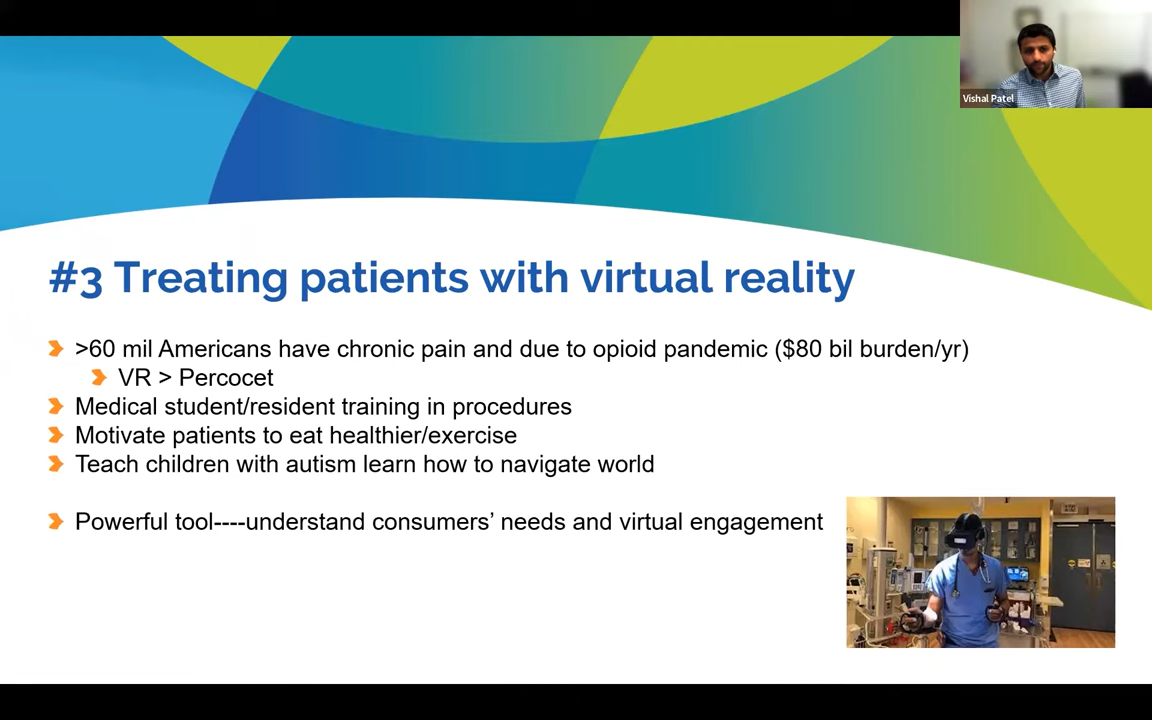 Vishal Patel
#3 Treating patients with virtual reality
>60 mil Americans have chronic pain and due to opioid pandemic ($80 bil burden/yr)
VR > Percocet
Medical student/resident training in procedures
Motivate patients to eat healthier/exercise
Teach children with autism learn how to navigate world
Powerful tool----understand consumers’ needs and virtual engagement